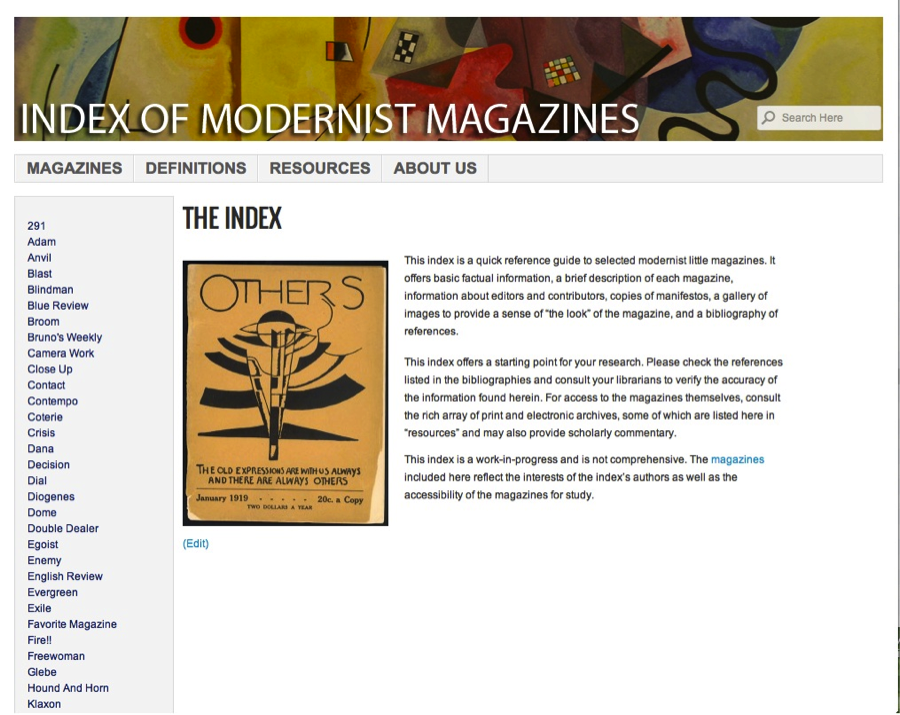 INDEX OF MODERNIST MAGAZINES
Search Here
MAGAZINES
DEFINITIONS
RESOURCES
ABOUT US
291
Adam
Anvil
Blast
Blindman
Blue Review
Broom
Bruno's Weekly
Camera Work
Close Up
Contact
Contempo
Coterie
Crisis
Dana
Decision
Dial
Diogenes
Dome
Double Dealer
Egoist
Enemy
English Review
Evergreen
Exile
Favorite Magazine
Fire!!
Freewoman
Glebe
Hound And Horn
Klaxon
THE INDEX
OTHERS
THE OLD EXPRESSIONS ARE WITH US ALWAYS
AND THERE ARE ALWAYS OTHERS
January 1919 - - - - - 20c. a Copy
TWO DOLLARS A YEAR
(Edit)
This index is a quick reference guide to selected modernist little magazines. It
offers basic factual information, a brief description of each magazine,
information about editors and contributors, copies of manifestos, a gallery of
images to provide a sense of “the look” of the magazine, and a bibliography of
references.
This index offers a starting point for your research. Please check the references
listed in the bibliographies and consult your librarians to verify the accuracy of
the information found herein. For access to the magazines themselves, consult
the rich array of print and electronic archives, some of which are listed here in
“resources” and may also provide scholarly commentary.
This index is a work-in-progress and is not comprehensive. The magazines
included here reflect the interests of the index’s authors as well as the
accessibility of the magazines for study.